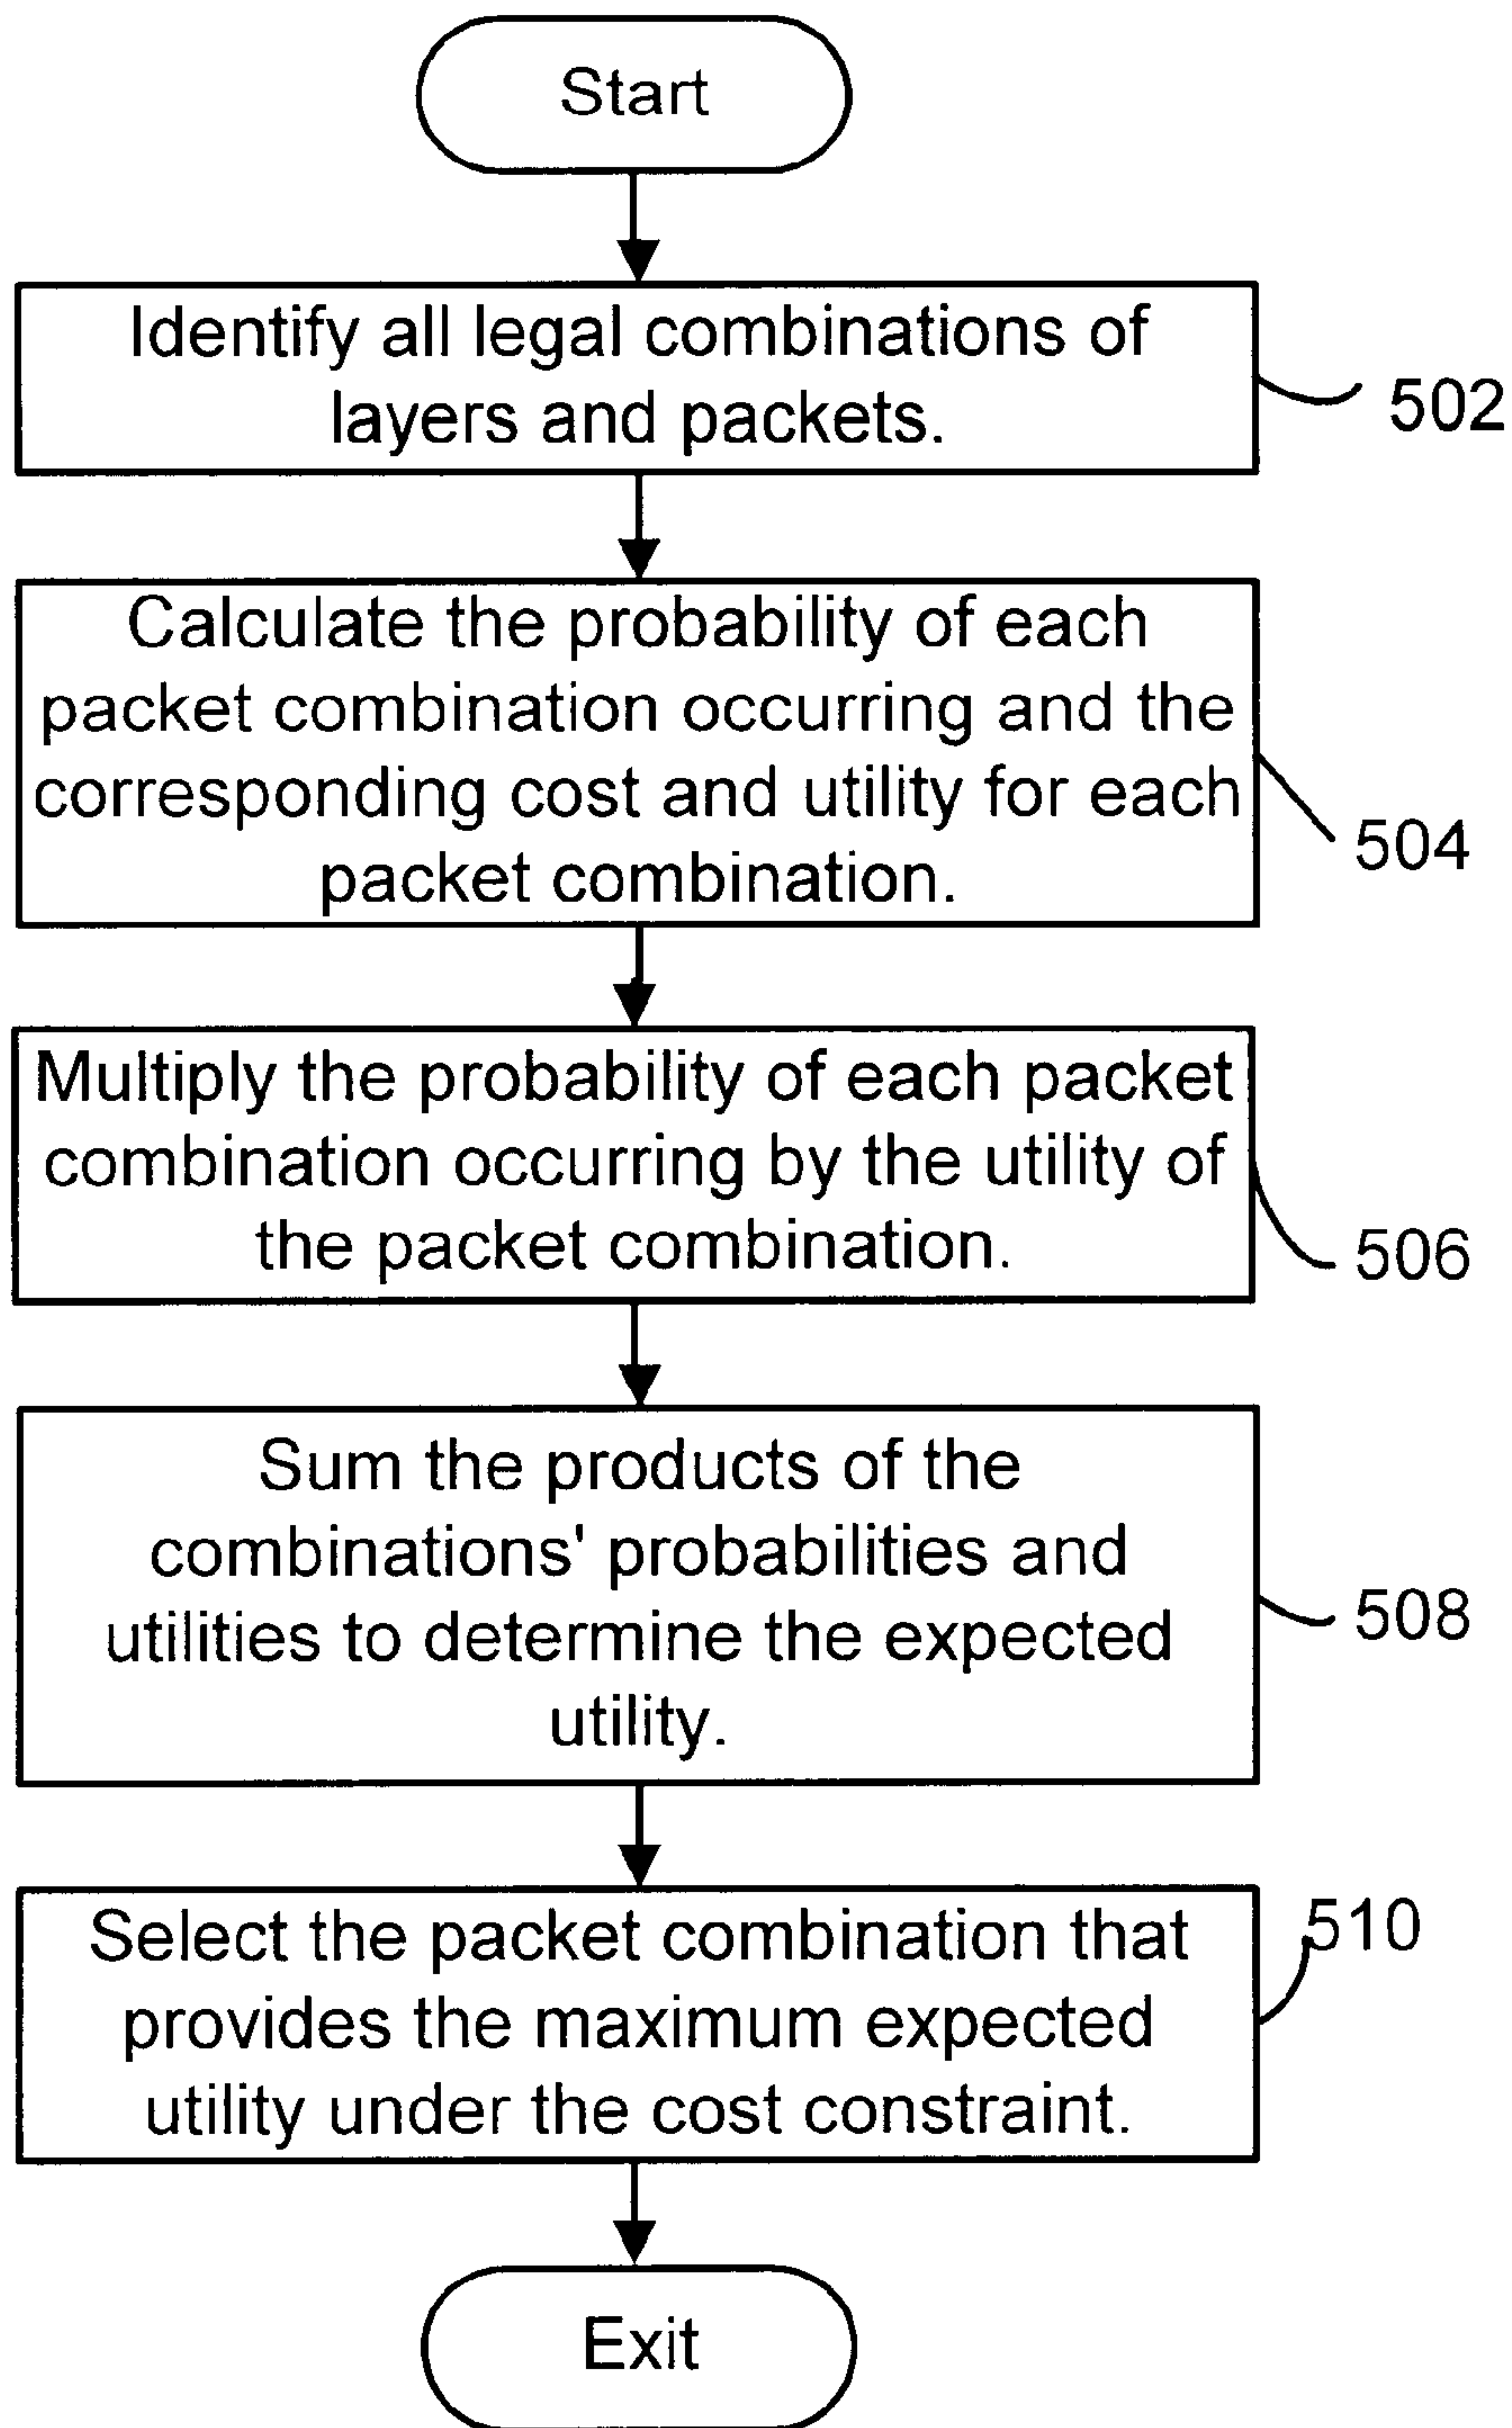 Start
Identify all legal combinations of
layers and packets.
502
Calculate the probability of each
packet combination occurring and the
corresponding cost and utility for each
packet combination.
504
Multiply the probability of each packet
combination occurring by the utility of
the packet combination.
506
Sum the products of the
combinations' probabilities and
utilities to determine the expected
utility.
508
Select the packet combination that
provides the maximum expected
utility under the cost constraint.
510
Exit